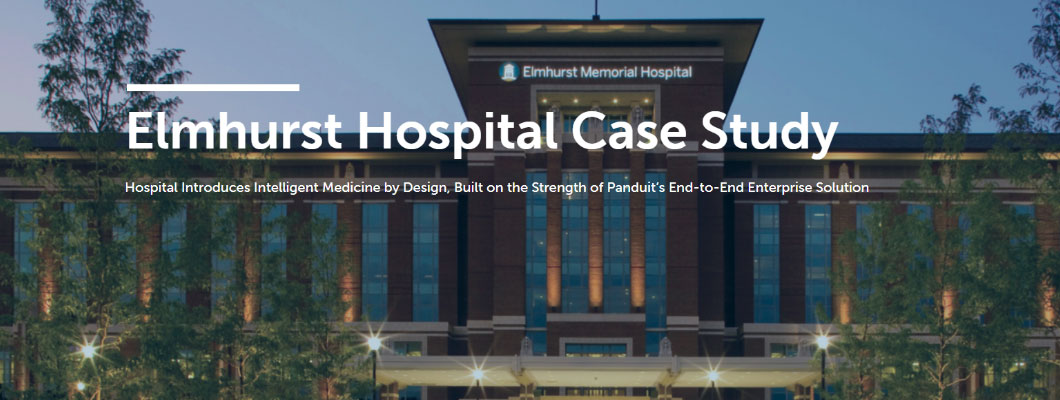 Elmhurst Memorial Hospital
Elmhurst Hospital Case Study
Hospital Introduces Intelligent Medicine by Design, Built on the Strength of Panduit's End-to-End Enterprise Solution